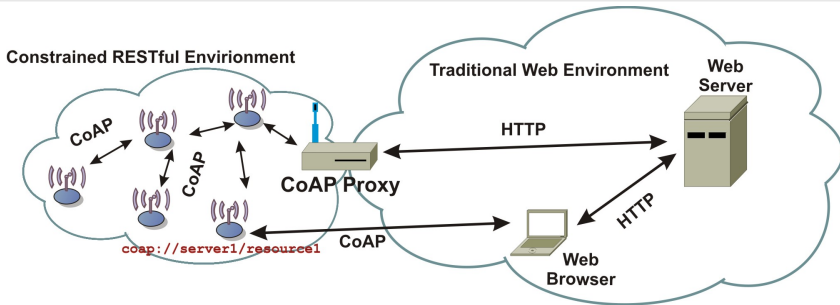 Constrained RESTful Envirionment
Traditional Web Environment
Web
Server
CoAP
CoAP
HTTP
CoAP Proxy
HTTP
coap://server1/resource1
CoAP
Web
Browser